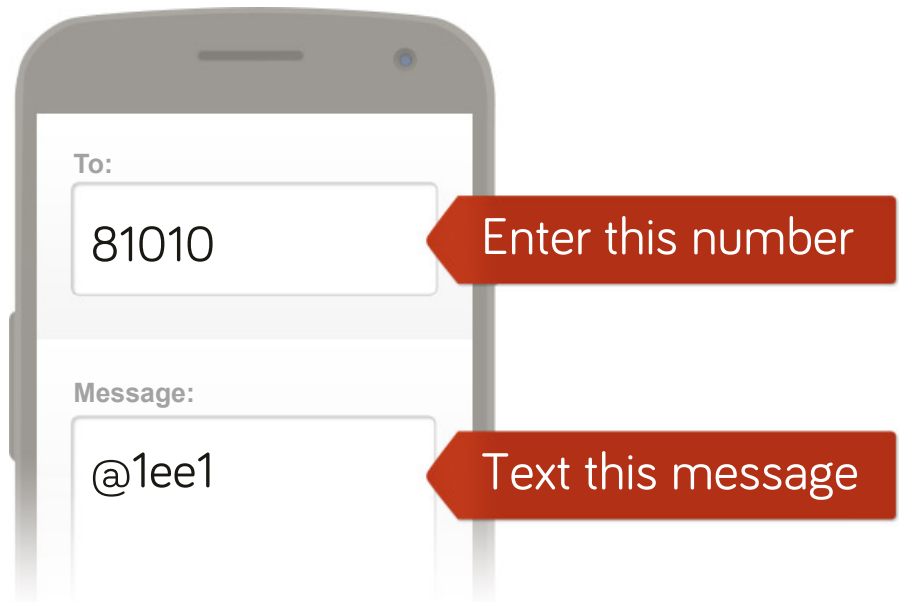 To:
81010
Enter this number
Message:
@1ee1
Text this message